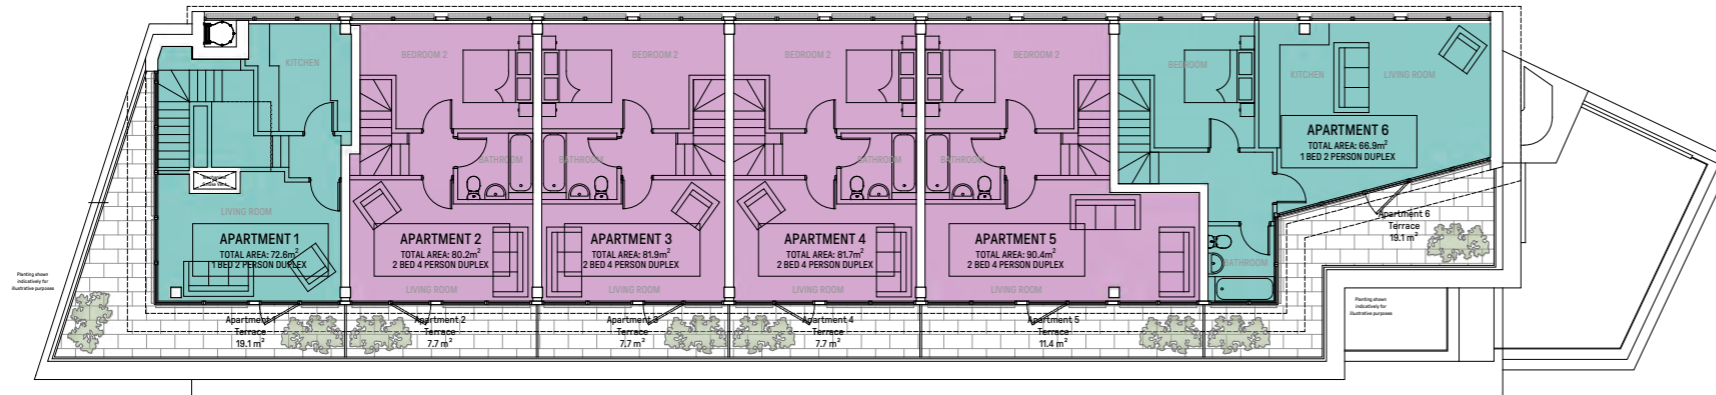 KITCHEN
LIVING ROOM
APARTMENT 1
TOTAL AREA: 72.6m²
1 BED 2 PERSON DUPLEX
Planting shown
indicatively for
illustrative purposes
Apartment 1
Terrace
19.1 m²
BEDROOM 2
BATHROOM
APARTMENT 2
TOTAL AREA: 80.2m²
2 BED 4 PERSON DUPLEX
LIVING ROOM
Apartment 2
Terrace
7.7 m²
BEDROOM 2
BATHROOM
APARTMENT 3
TOTAL AREA: 81.9m²
2 BED 4 PERSON DUPLEX
LIVING ROOM
Apartment 3
Terrace
7.7 m²
BEDROOM 2
BATHROOM
APARTMENT 4
TOTAL AREA: 81.7m²
2 BED 4 PERSON DUPLEX
LIVING ROOM
Apartment 4
Terrace
7.7 m²
BEDROOM 2
BATHROOM
APARTMENT 5
TOTAL AREA: 90.4m²
2 BED 4 PERSON DUPLEX
LIVING ROOM
Apartment 5
Terrace
11.4 m²
BEDROOM
KITCHEN
LIVING ROOM
APARTMENT 6
TOTAL AREA: 66.9m²
1 BED 2 PERSON DUPLEX
BATHROOM
Apartment 6
Terrace
19.1 m²
Planting shown
indicatively for
illustrative purposes